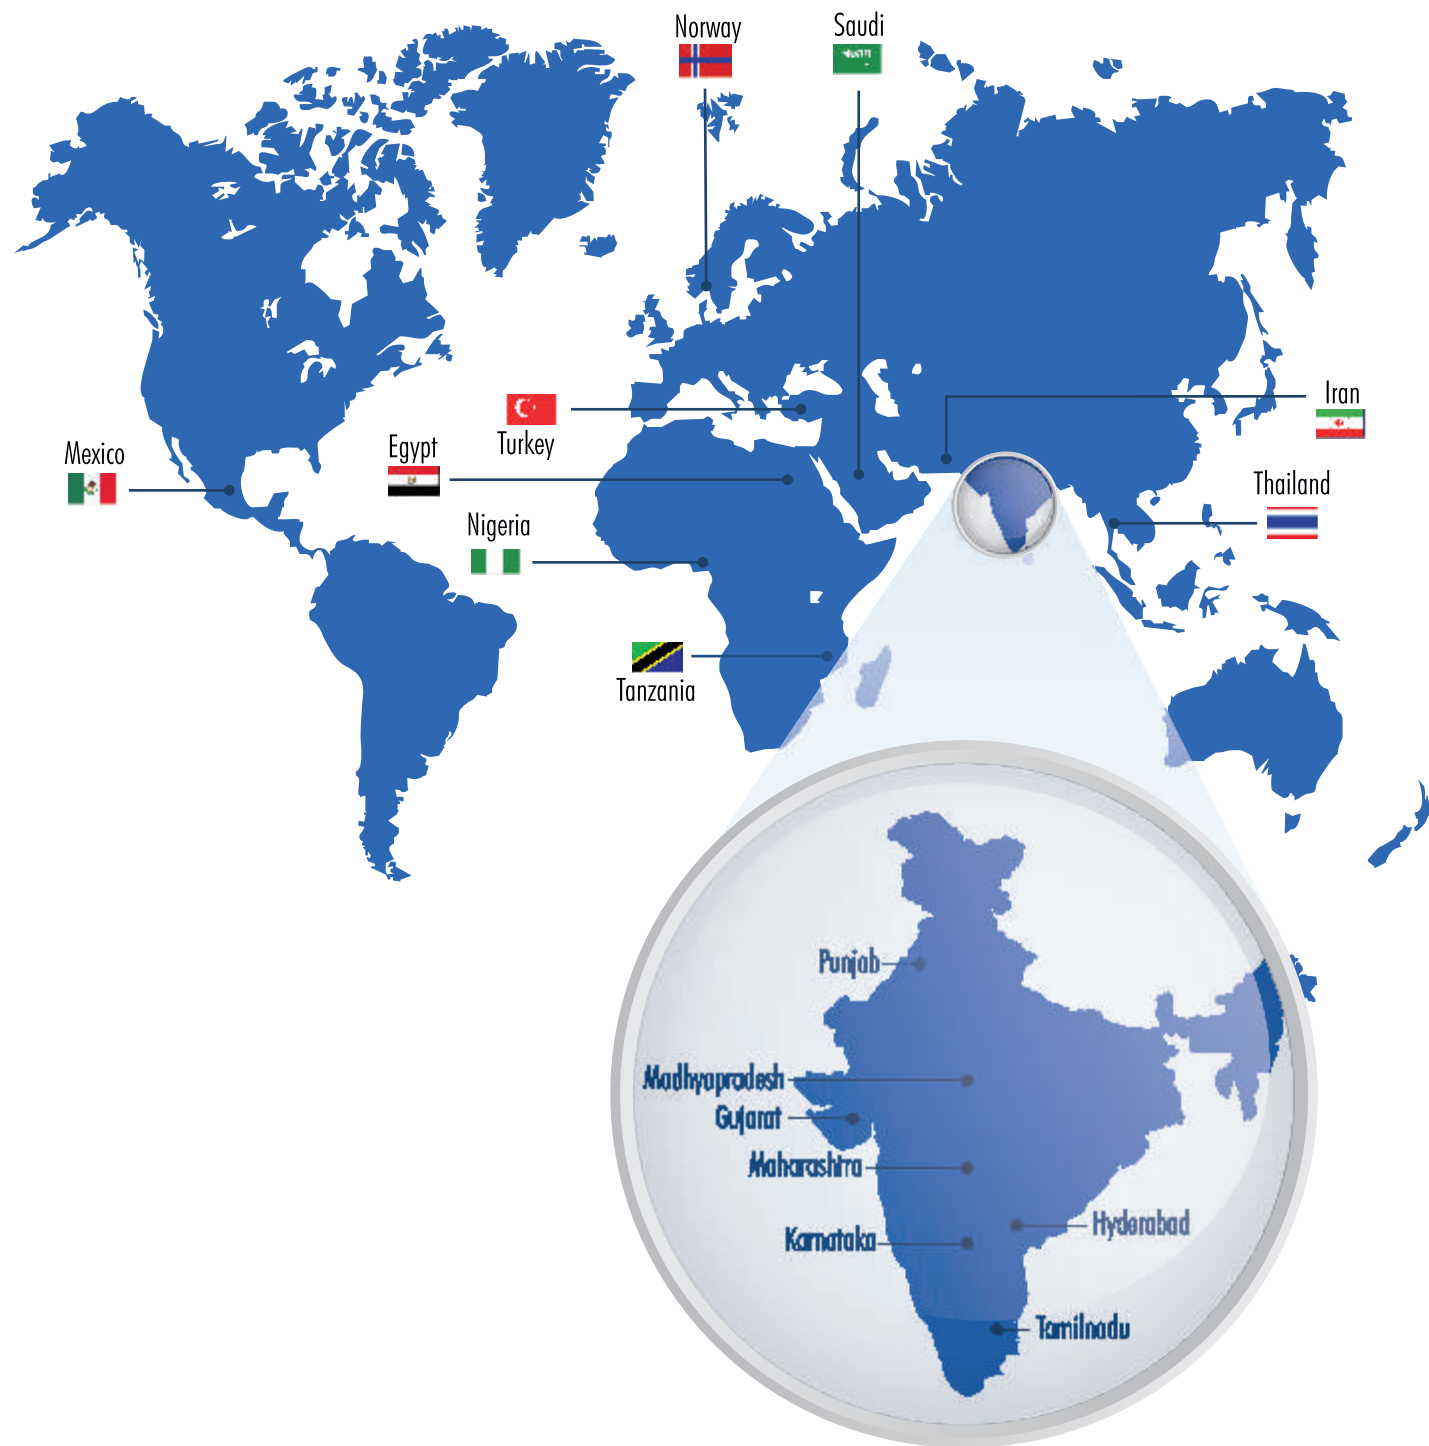 Norway
Saudi
Iran
Turkey
Egypt
Mexico
Thailand
Nigeria
Tanzania
Punjab
Madhyapradesh
Gujarat
Maharashtra
Hyderabad
Karnataka
Tamilnadu